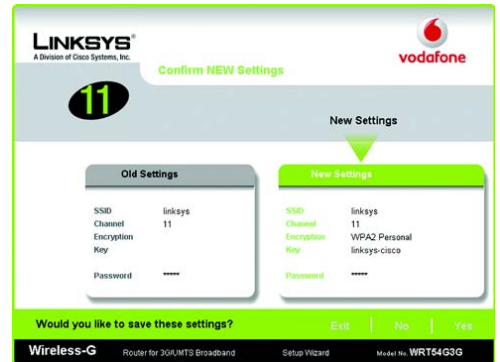 LINKSYS®
A Division of Cisco Systems, Inc.
vodafone
Confirm NEW Settings
11
New Settings
Old Settings
SSID linksys
Channel 11
Encryption
Key
Password *****
New Settings
SSID linksys
Channel 11
Encryption WPA2 Personal
Key linksys-cisco
Password *****
Would you like to save these settings?
Exit No Yes
Wireless-G Router for 3G/UMTS Broadband Setup Wizard Model No. WRT54G3G